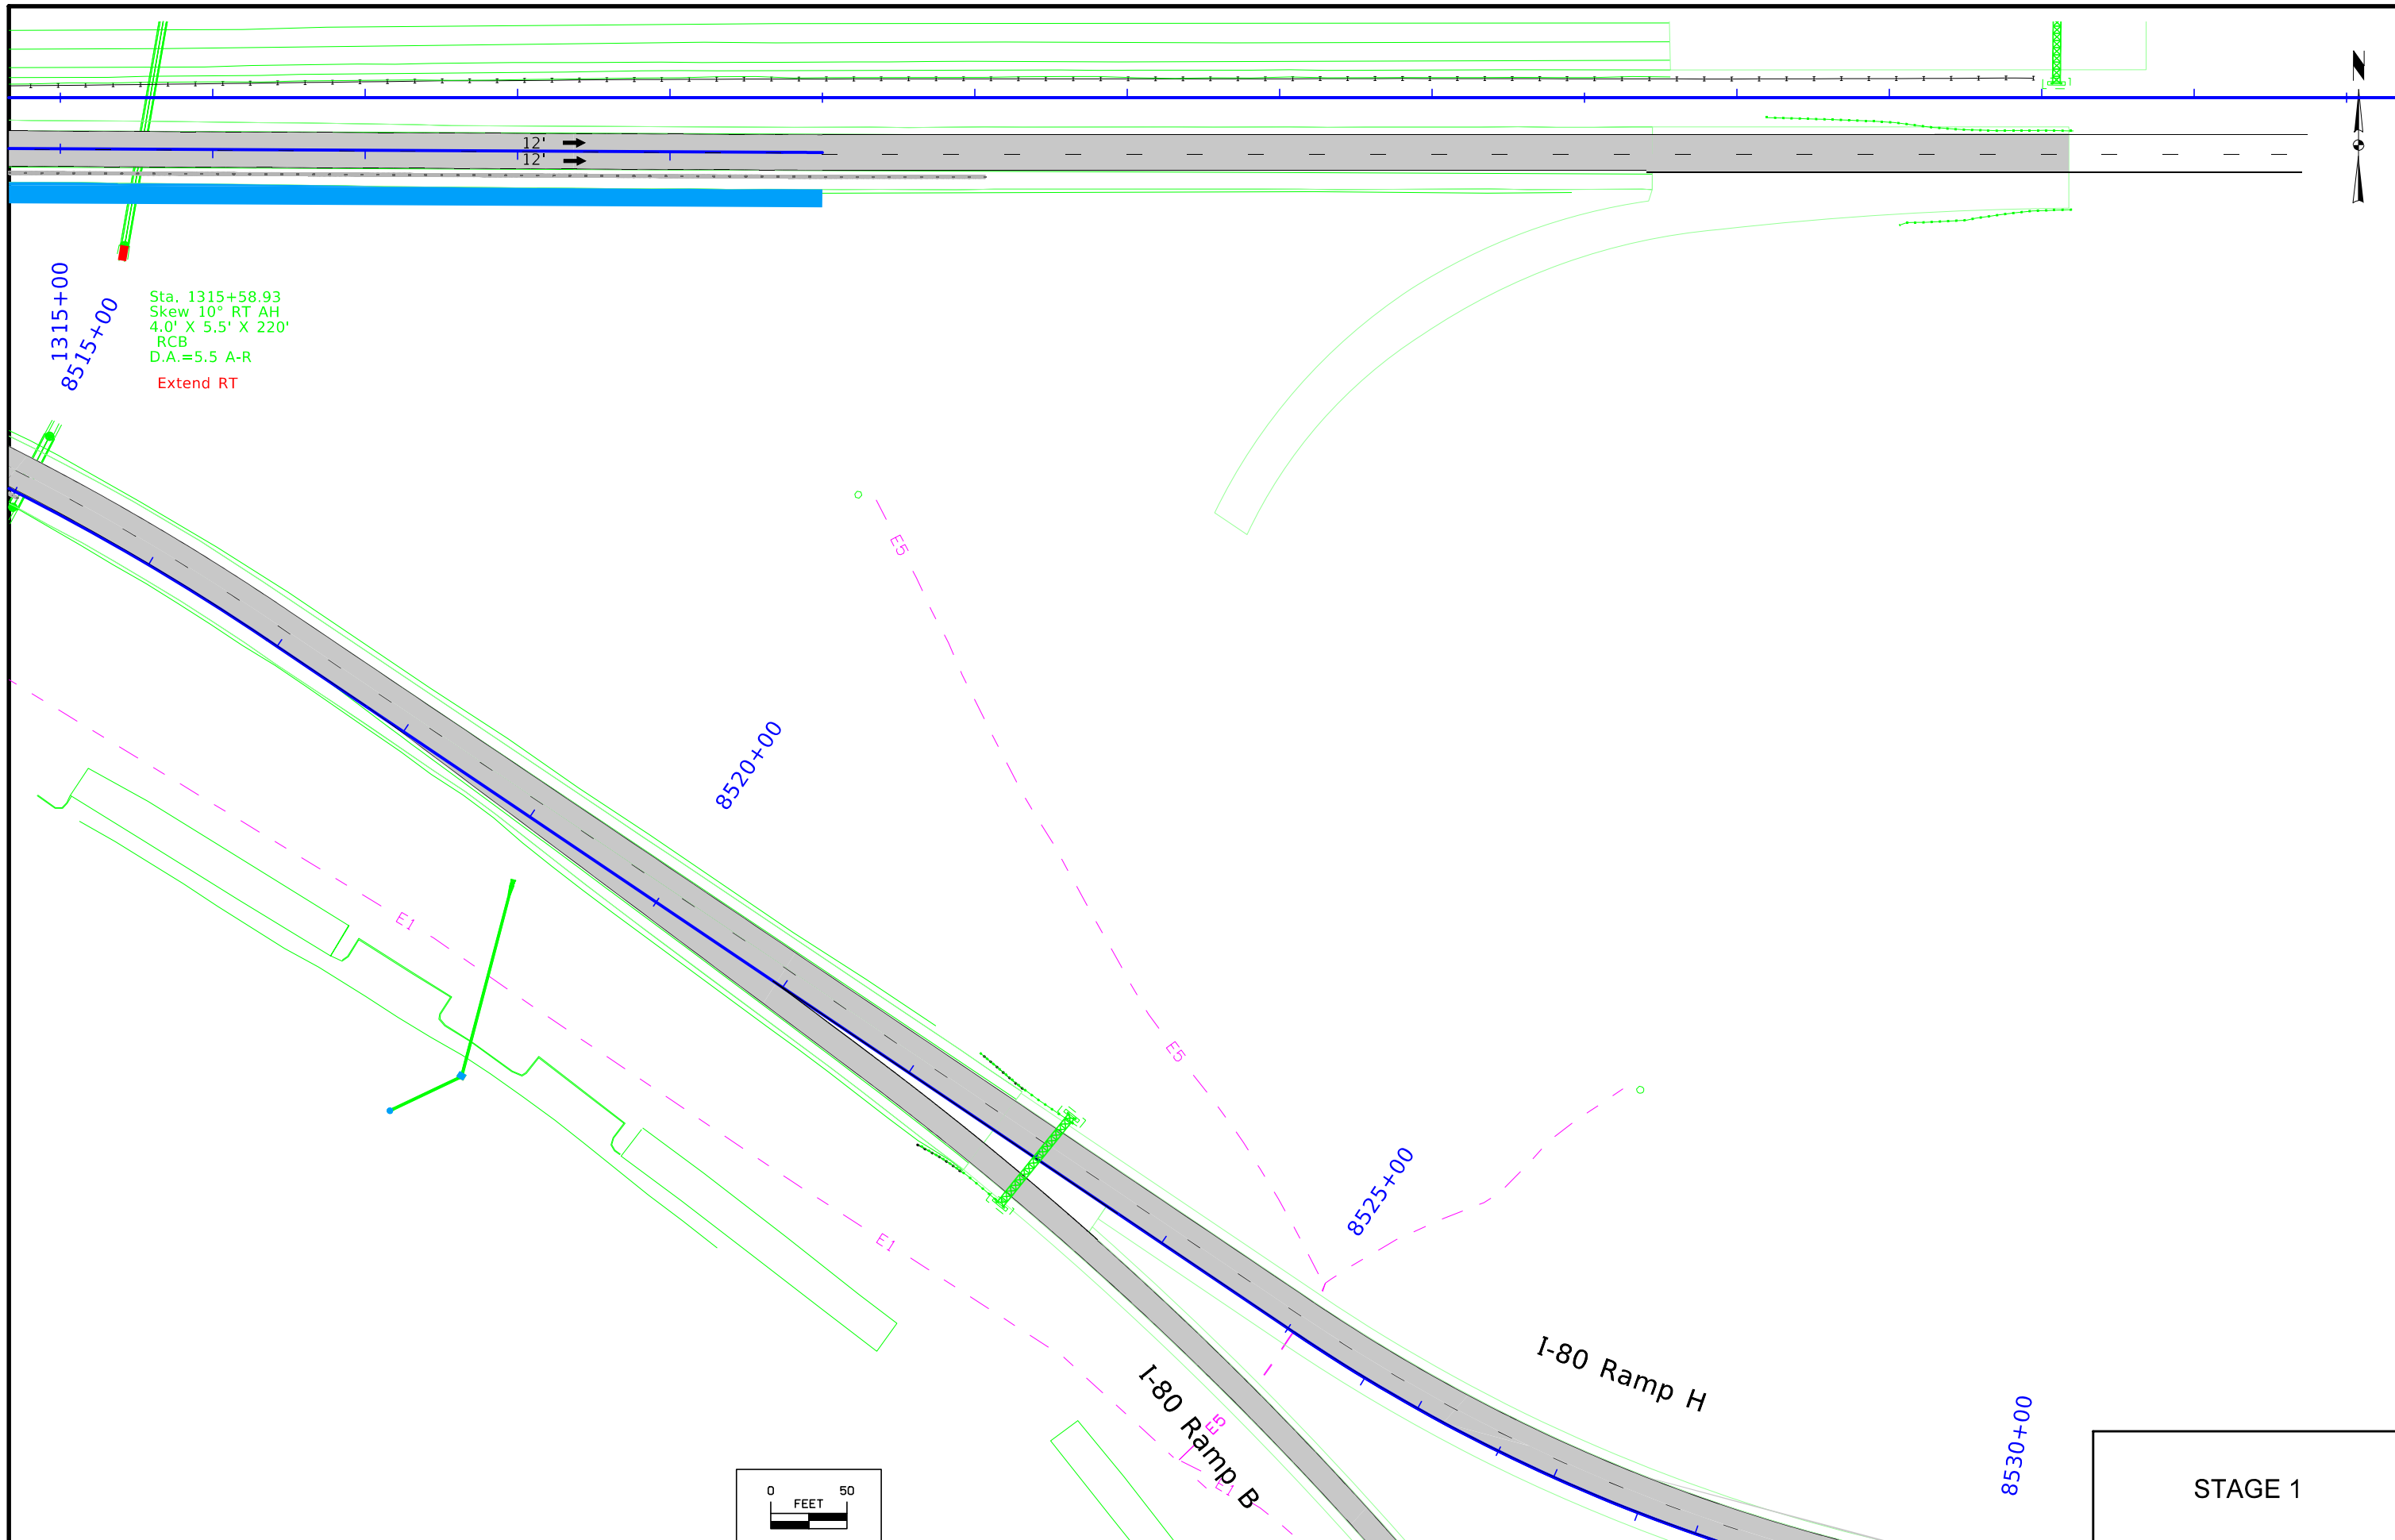 N
12'
12'
1315+00
8515+00
Sta. 1315+58.93
Skew 10° RT AH
4.0' X 5.5' X 220'
RCB
D.A.=5.5 A-R
Extend RT
E5
8520+00
E1
E5
8525+00
E1
I-80 Ramp H
I-80 Ramp B
E5
E1
8530+00
0 50
FEET
STAGE 1